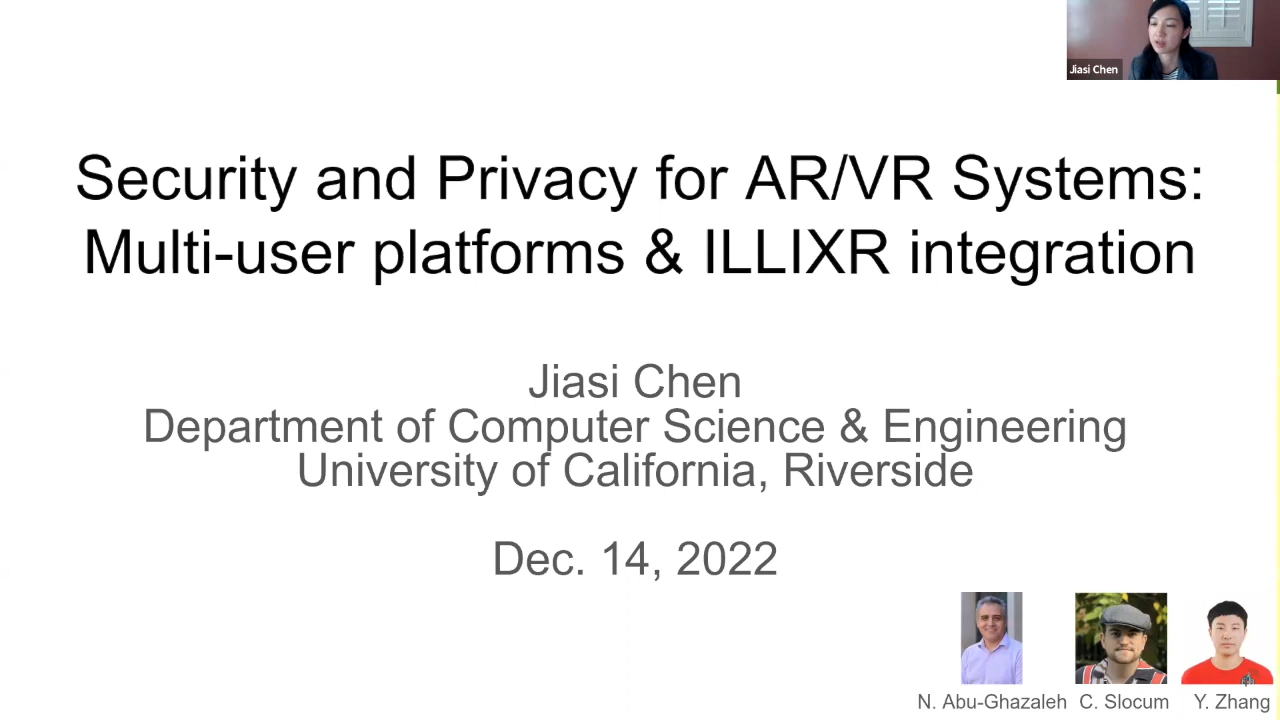 Jiasi Chen
Security and Privacy for AR/VR Systems:
Multi-user platforms & ILLIXR integration
Jiasi Chen
Department of Computer Science & Engineering
University of California, Riverside
Dec. 14, 2022
N. Abu-Ghazaleh C. Slocum Y. Zhang